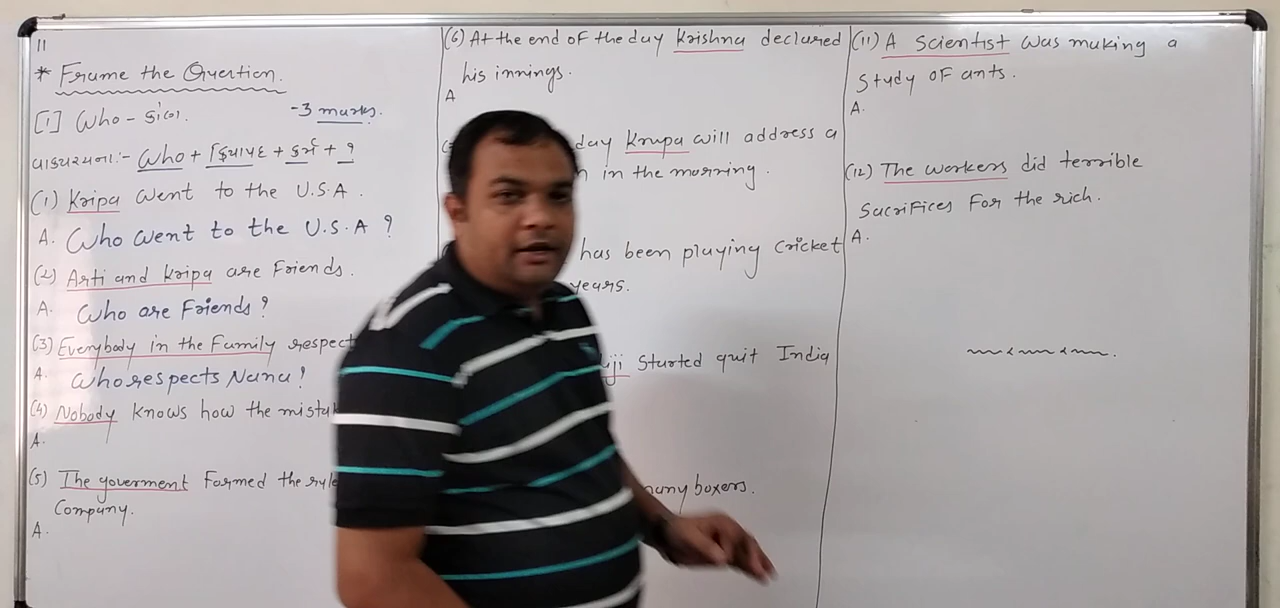 11
* Frame the Question.
[1] Who - કોણ. -3 marks.
વાક્યરચના:- Who + ક્રિયાપદ + કર્મ + ?
(1) Kripa went to the U.S.A.
A. Who went to the U.S.A ?
(2) Arti and Kripa are Friends.
A. Who are Friends ?
(3) Everybody in the Family respect
A. Who respects Nana ?
(4) Nobody knows how the
A.
(5) The goverment Formed the
Company.
A.
(6) At the end of the day Krishna declared
his innings.
A
day Krupa will address a
in the morning.
has been playing Cricket
years.
Started quit India
many boxers.
(11) A Scientist was making a
Study of ants.
A.
(12) The workers did terrible
Sacrifices For the rich.
A.